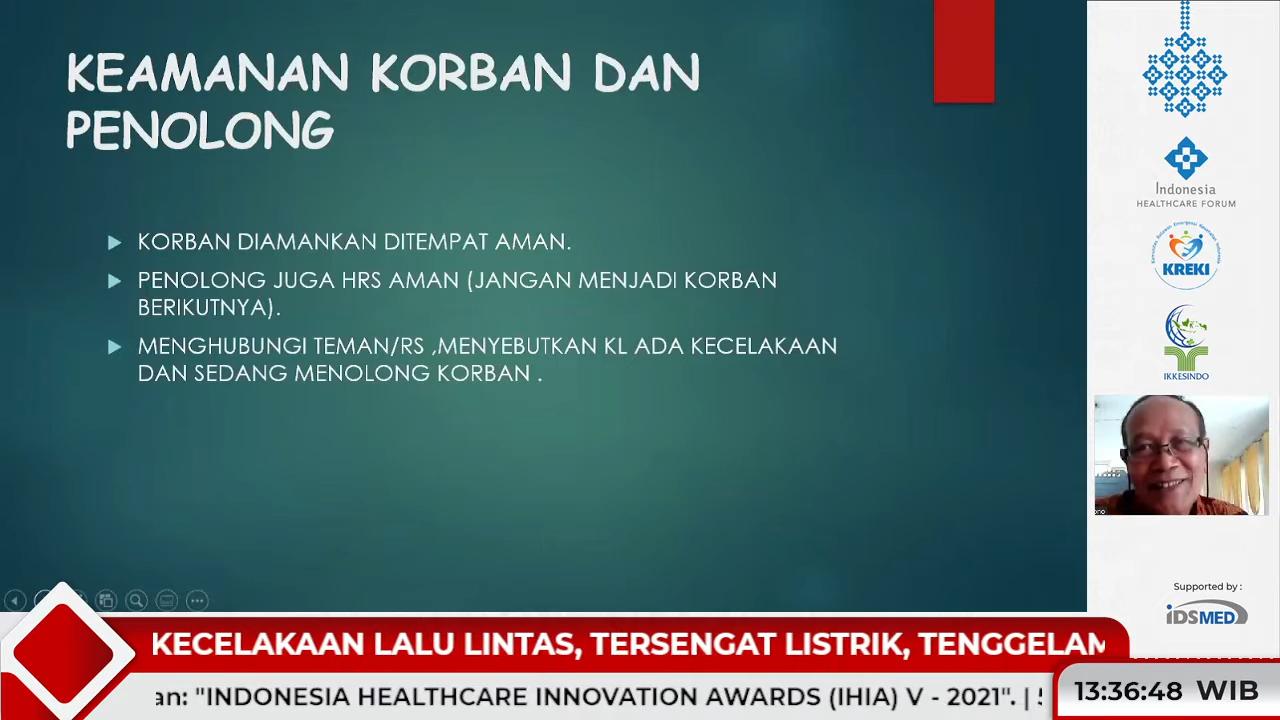 KEAMANAN KORBAN DAN
PENOLONG
KORBAN DIAMANKAN DITEMPAT AMAN.
PENOLONG JUGA HRS AMAN (JANGAN MENJADI KORBAN
BERIKUTNYA).
MENGHUBUNGI TEMAN/RS ,MENYEBUTKAN KL ADA KECELAKAAN
DAN SEDANG MENOLONG KORBAN .
Indonesia
HEALTHCARE FORUM
KREKI
IKKESINDO
Supported by :
iDSMED
KECELAKAAN LALU LINTAS, TERSENGAT LISTRIK, TENGGELAM
an: "INDONESIA HEALTHCARE INNOVATION AWARDS (IHIA) V - 2021". |
13:36:48 WIB